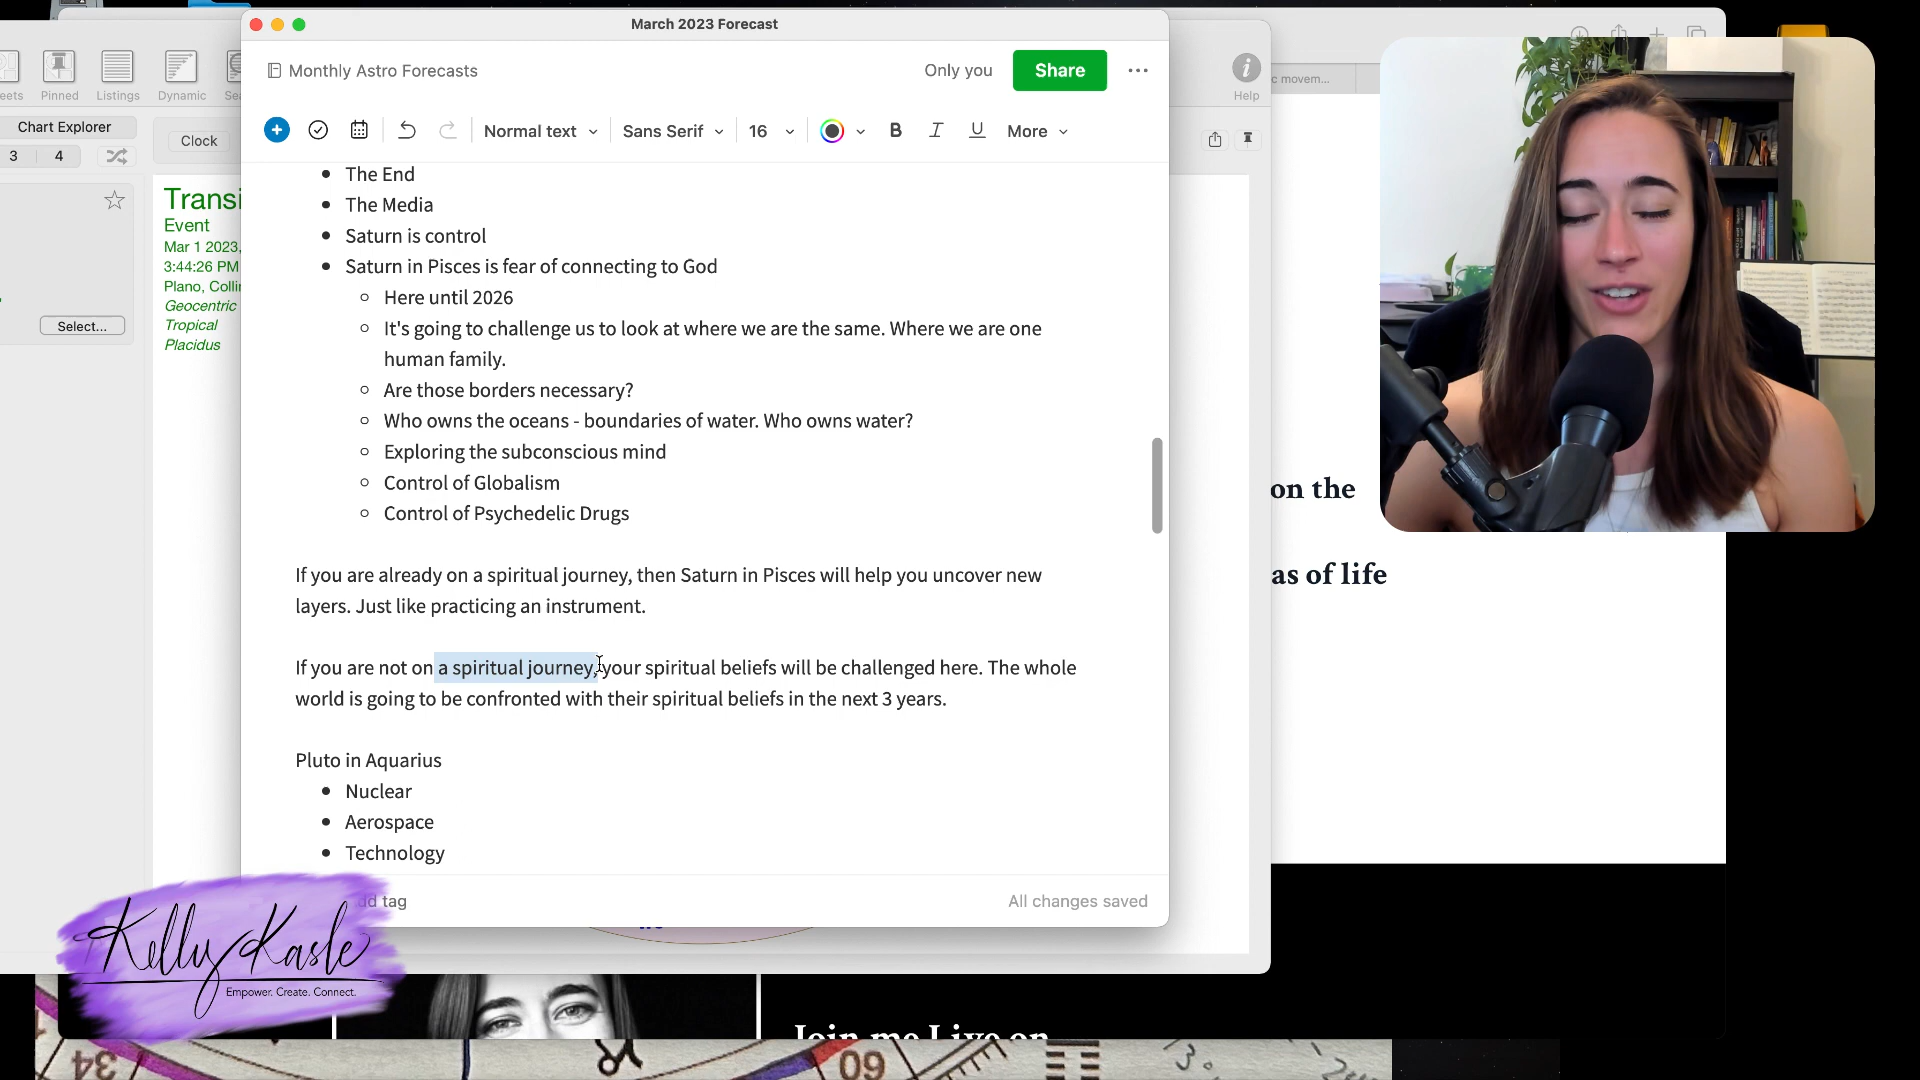 March 2023 Forecast
Monthly Astro Forecasts
Only you
Share
Normal text
Sans Serif
16
B
I
U
More
The End
The Media
Saturn is control
Saturn in Pisces is fear of connecting to God
Here until 2026
It's going to challenge us to look at where we are the same. Where we are one
human family.
Are those borders necessary?
Who owns the oceans - boundaries of water. Who owns water?
Exploring the subconscious mind
Control of Globalism
Control of Psychedelic Drugs
If you are already on a spiritual journey, then Saturn in Pisces will help you uncover new
layers. Just like practicing an instrument.
If you are not on a spiritual journey, your spiritual beliefs will be challenged here. The whole
world is going to be confronted with their spiritual beliefs in the next 3 years.
Pluto in Aquarius
Nuclear
Aerospace
Technology
dd tag
All changes saved
eets
Pinned
Listings
Dynamic
Sea
Chart Explorer
3
4
Clock
Select...
Transi
Event
Mar 1 2023,
3:44:26 PM
Plano, Colli
Geocentric
Tropical
Placidus
Help
c movem...
on the
as of life
Kelly Kasle
Empower. Create. Connect.
Join me Live on